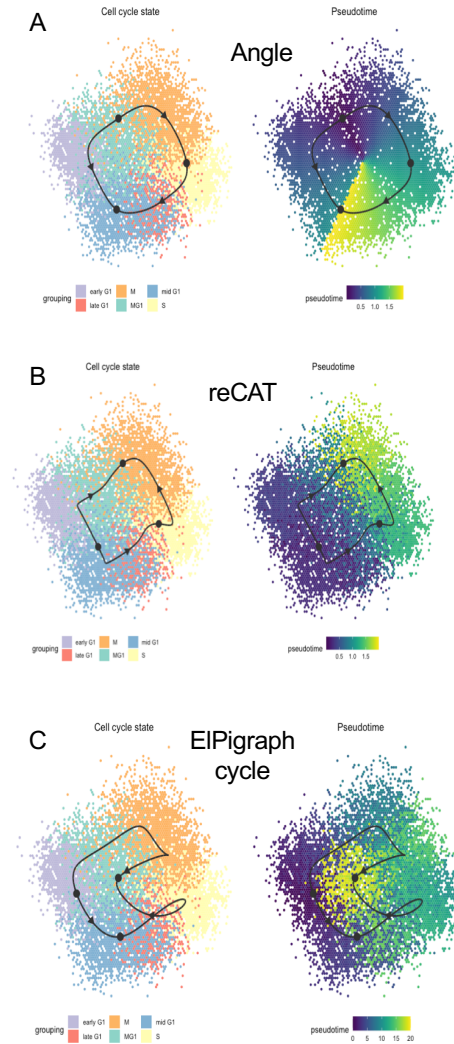 A
Cell cycle state
Pseudotime
Angle
grouping
early G1 M mid G1
late G1 MG1 S
pseudotime
0.5 1.0 1.5
B
Cell cycle state
Pseudotime
reCAT
grouping
early G1 M mid G1
late G1 MG1 S
pseudotime
0.5 1.0 1.5
C
Cell cycle state
Pseudotime
ElPigraph
cycle
grouping
early G1 M mid G1
late G1 MG1 S
pseudotime
0 5 10 15 20